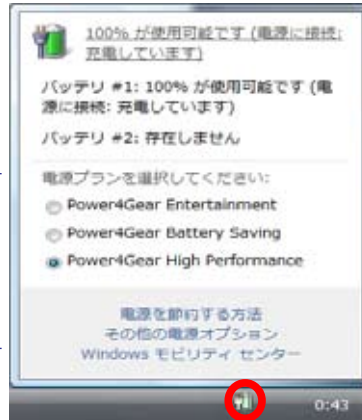 100% が使用可能です (電源に接続:
充電しています)
バッテリ #1: 100% が使用可能です (電
源に接続: 充電しています)
バッテリ #2: 存在しません
電源プランを選択してください:
Power4Gear Entertainment
Power4Gear Battery Saving
Power4Gear High Performance
電源を節約する方法
その他の電源オプション
Windows モビリティ センター
0:43